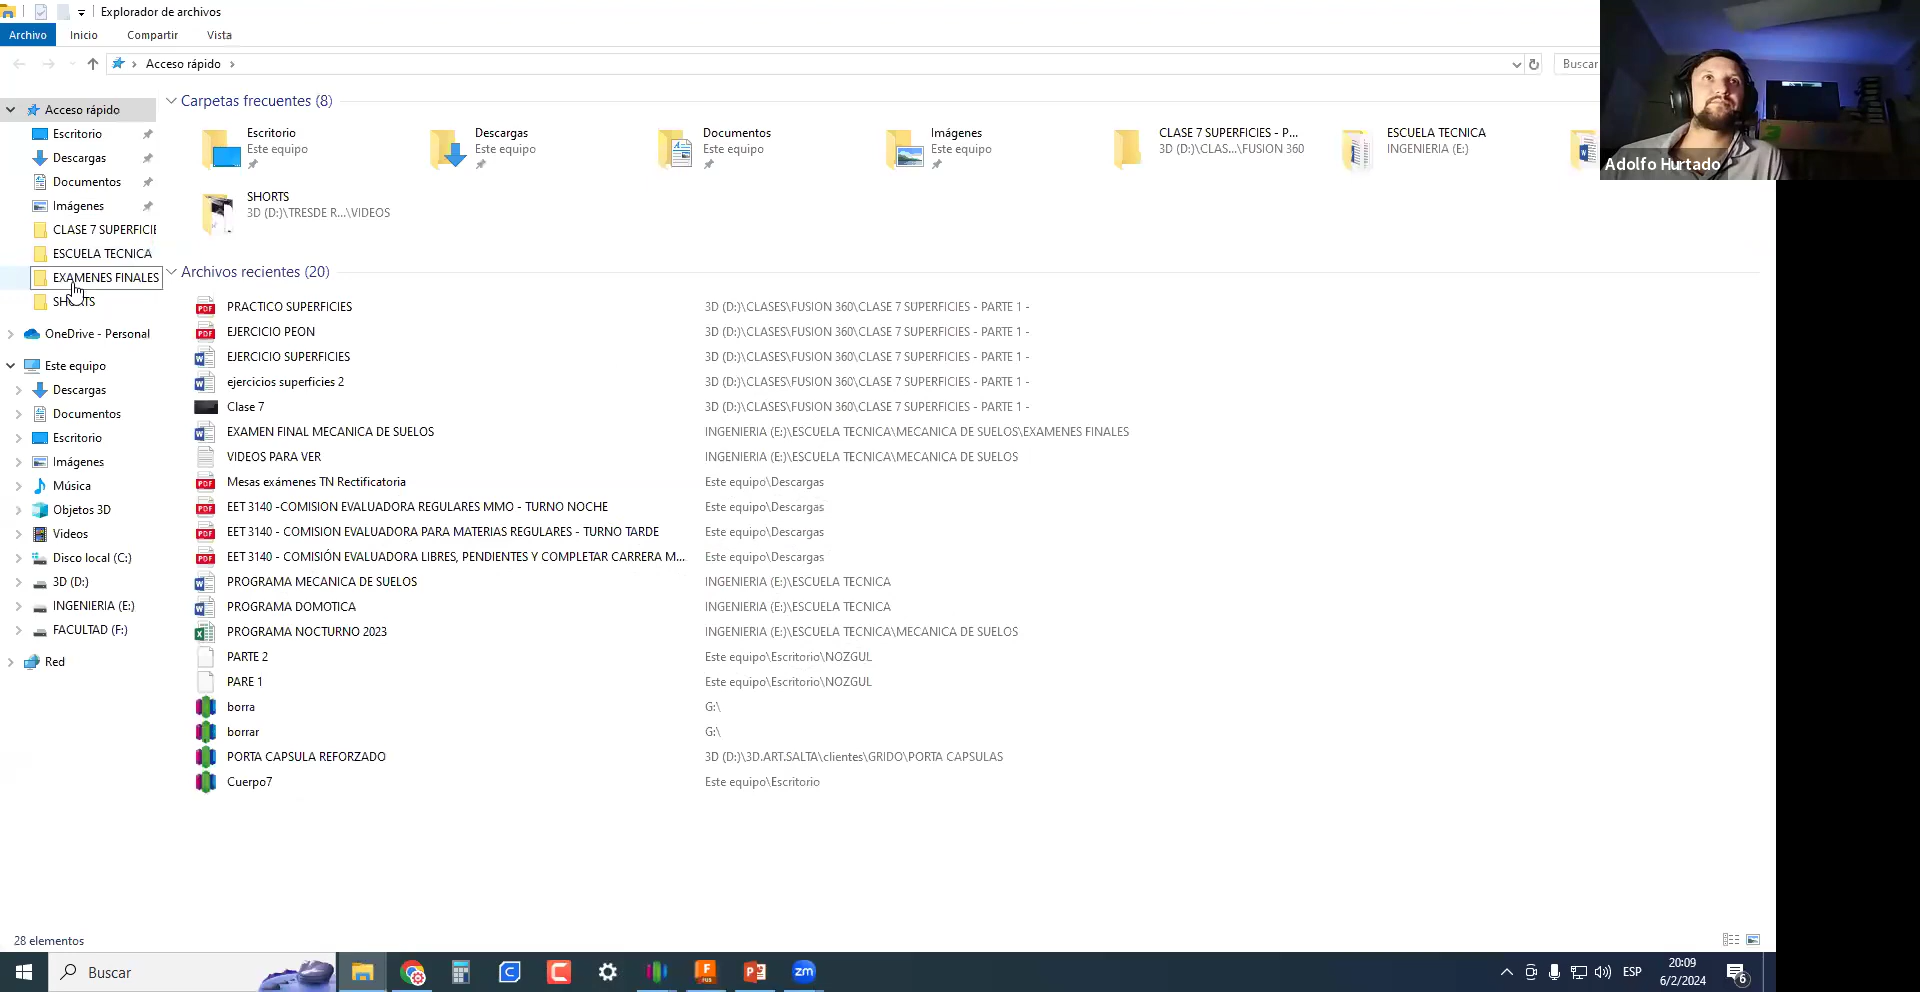 Explorador de archivos
Archivo Inicio Compartir Vista
Acceso rápido
Buscar
Adolfo Hurtado
Acceso rápido
Escritorio
Descargas
Documentos
Imágenes
CLASE 7 SUPERFICIE
ESCUELA TECNICA
EXAMENES FINALES
SHORTS
OneDrive - Personal
Este equipo
Descargas
Documentos
Escritorio
Imágenes
Música
Objetos 3D
Videos
Disco local (C:)
3D (D:)
INGENIERIA (E:)
FACULTAD (F:)
Red
Carpetas frecuentes (8)
Escritorio
Este equipo
Descargas
Este equipo
Documentos
Este equipo
Imágenes
Este equipo
CLASE 7 SUPERFICIES - P...
3D (D:)\CLAS...\FUSION 360
ESCUELA TECNICA
INGENIERIA (E:)
SHORTS
3D (D:)\TRESDE R...\VIDEOS
Archivos recientes (20)
PRACTICO SUPERFICIES 3D (D:)\CLASES\FUSION 360\CLASE 7 SUPERFICIES - PARTE 1 -
EJERCICIO PEON 3D (D:)\CLASES\FUSION 360\CLASE 7 SUPERFICIES - PARTE 1 -
EJERCICIO SUPERFICIES 3D (D:)\CLASES\FUSION 360\CLASE 7 SUPERFICIES - PARTE 1 -
ejercicios superficies 2 3D (D:)\CLASES\FUSION 360\CLASE 7 SUPERFICIES - PARTE 1 -
Clase 7 3D (D:)\CLASES\FUSION 360\CLASE 7 SUPERFICIES - PARTE 1 -
EXAMEN FINAL MECANICA DE SUELOS INGENIERIA (E:)\ESCUELA TECNICA\MECANICA DE SUELOS\EXAMENES FINALES
VIDEOS PARA VER INGENIERIA (E:)\ESCUELA TECNICA\MECANICA DE SUELOS
Mesas exámenes TN Rectificatoria Este equipo\Descargas
EET 3140 -COMISION EVALUADORA REGULARES MMO - TURNO NOCHE Este equipo\Descargas
EET 3140 - COMISION EVALUADORA PARA MATERIAS REGULARES - TURNO TARDE Este equipo\Descargas
EET 3140 - COMISIÓN EVALUADORA LIBRES, PENDIENTES Y COMPLETAR CARRERA M... Este equipo\Descargas
PROGRAMA MECANICA DE SUELOS INGENIERIA (E:)\ESCUELA TECNICA
PROGRAMA DOMOTICA INGENIERIA (E:)\ESCUELA TECNICA
PROGRAMA NOCTURNO 2023 INGENIERIA (E:)\ESCUELA TECNICA\MECANICA DE SUELOS
PARTE 2 Este equipo\Escritorio\NOZGUL
PARE 1 Este equipo\Escritorio\NOZGUL
borra G:\
borrar G:\
PORTA CAPSULA REFORZADO 3D (D:)\3D.ART.SALTA\clientes\GRIDO\PORTA CAPSULAS
Cuerpo7 Este equipo\Escritorio
28 elementos
Buscar
zm
ESP
20:09
6/2/2024
6